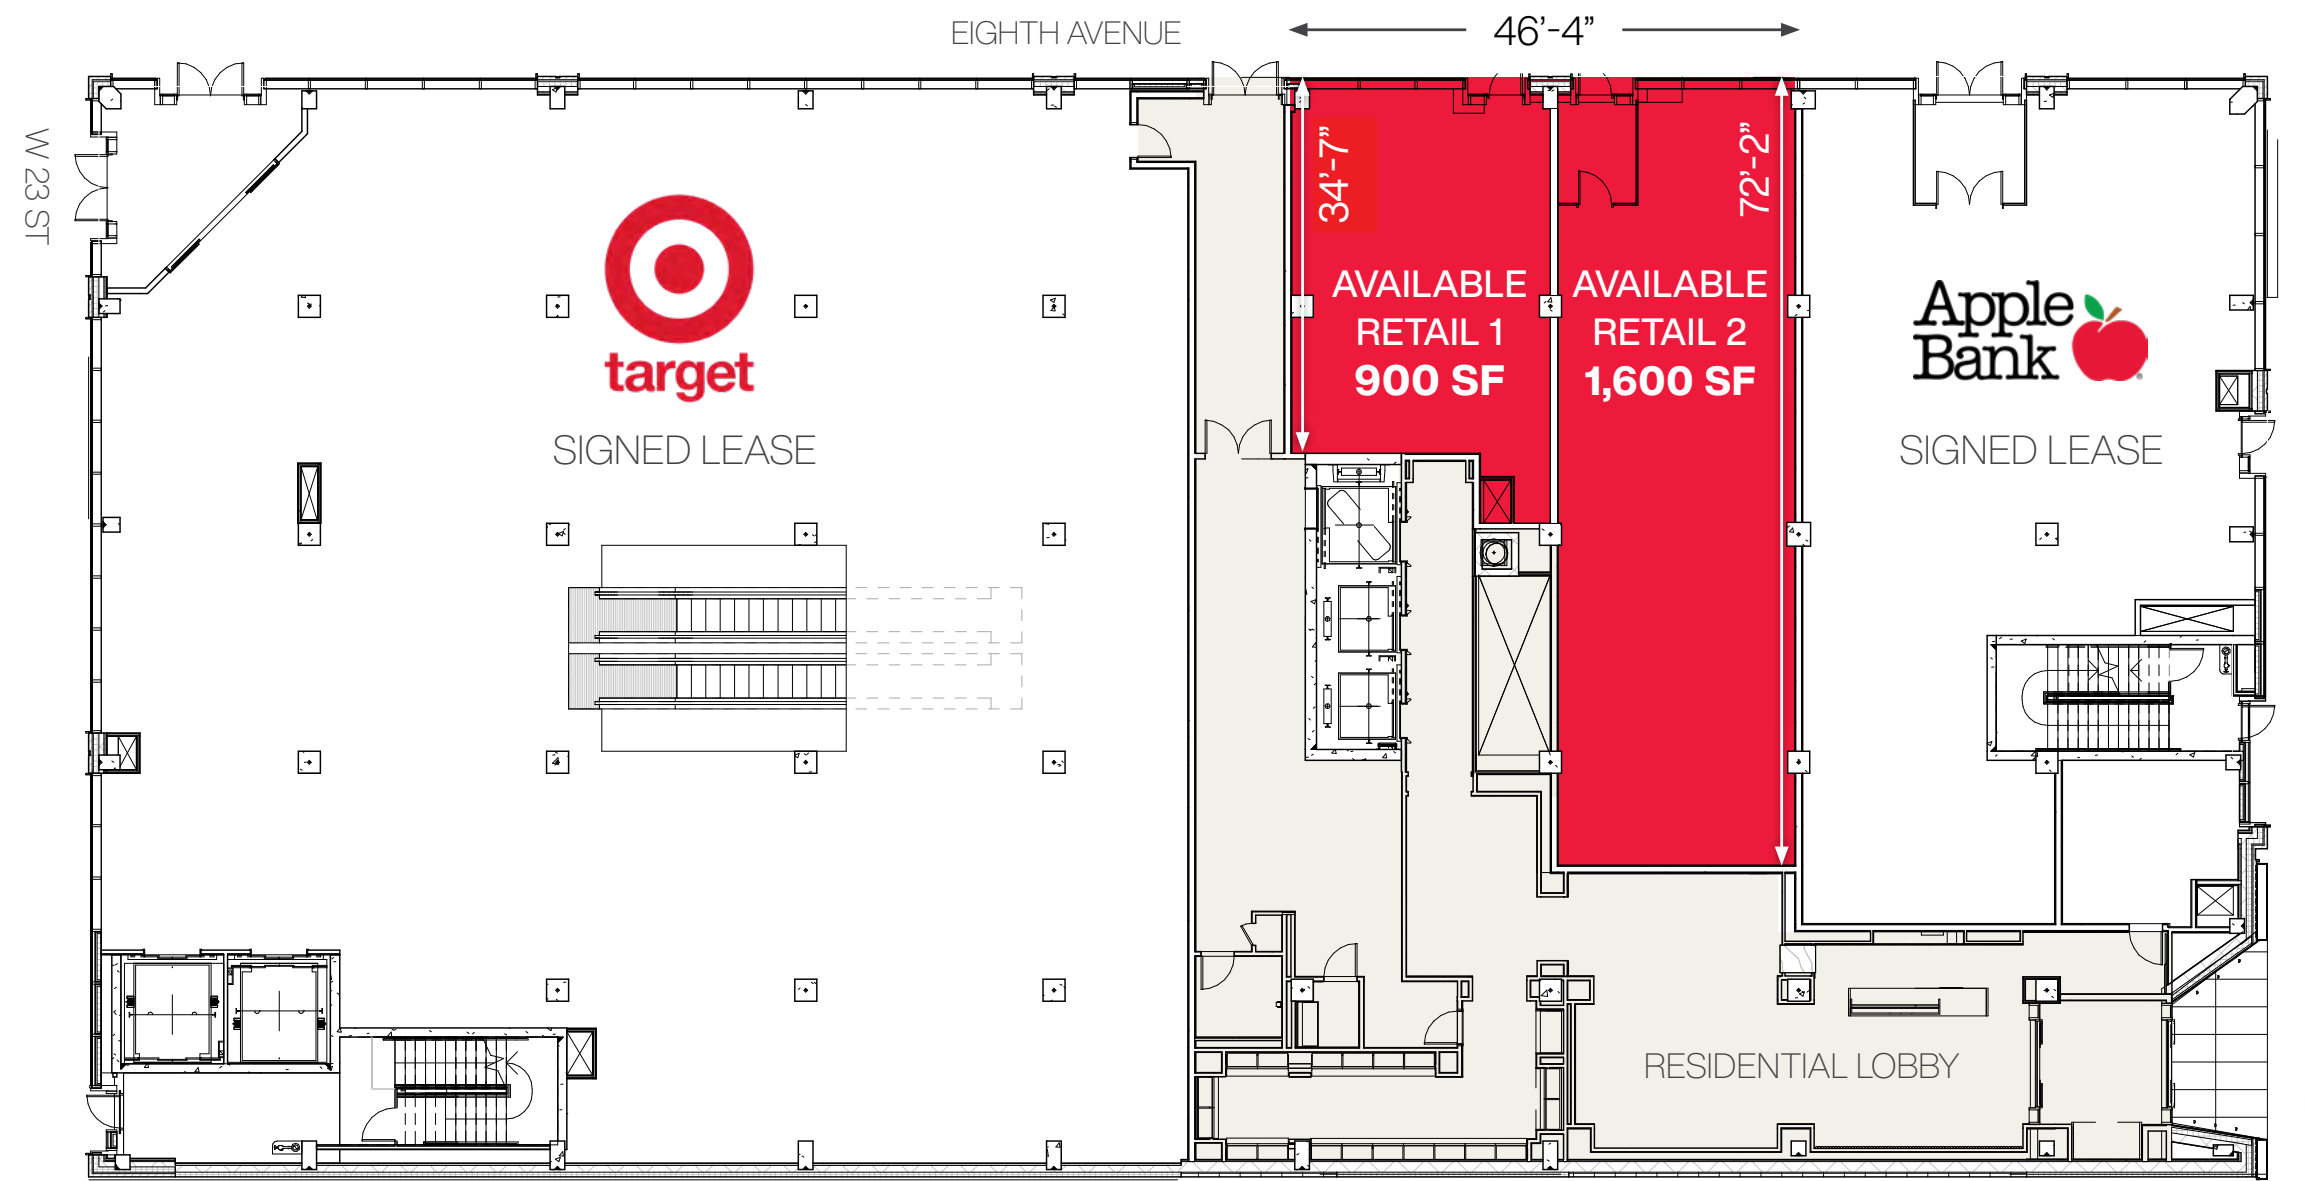 EIGHTH AVENUE
46’-4”
W 23 ST
34’-7”
72’-2”
target
SIGNED LEASE
AVAILABLE
RETAIL 1
900 SF
AVAILABLE
RETAIL 2
1,600 SF
Apple
Bank
SIGNED LEASE
RESIDENTIAL LOBBY